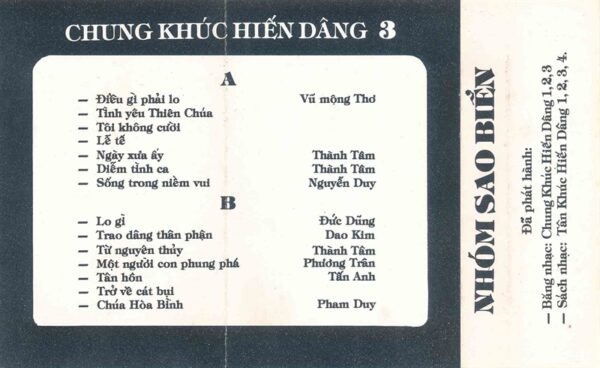 CHUNG KHÚC HIẾN DÂNG 3
A
— Điều gì phải lo Vũ mộng Thơ
— Tình yêu Thiên Chúa
— Tôi không cười
— Lễ tế
— Ngày xưa ấy Thành Tâm
— Diễm tình ca Thành Tâm
— Sống trong niềm vui Nguyễn Duy
B
— Lo gì Đức Dũng
— Trao dâng thân phận Dao Kim
— Từ nguyên thủy Thành Tâm
— Một người con phung phá Phương Trân
— Tân hôn Tấn Anh
— Trở về cát bụi
— Chúa Hòa Bình Pham Duy
NHÓM SAO BIỂN
Đã phát hành:
— Băng nhạc: Chung Khúc Hiến Dâng 1, 2, 3
— Sách nhạc: Tân Khúc Hiến Dâng 1, 2, 3, 4.